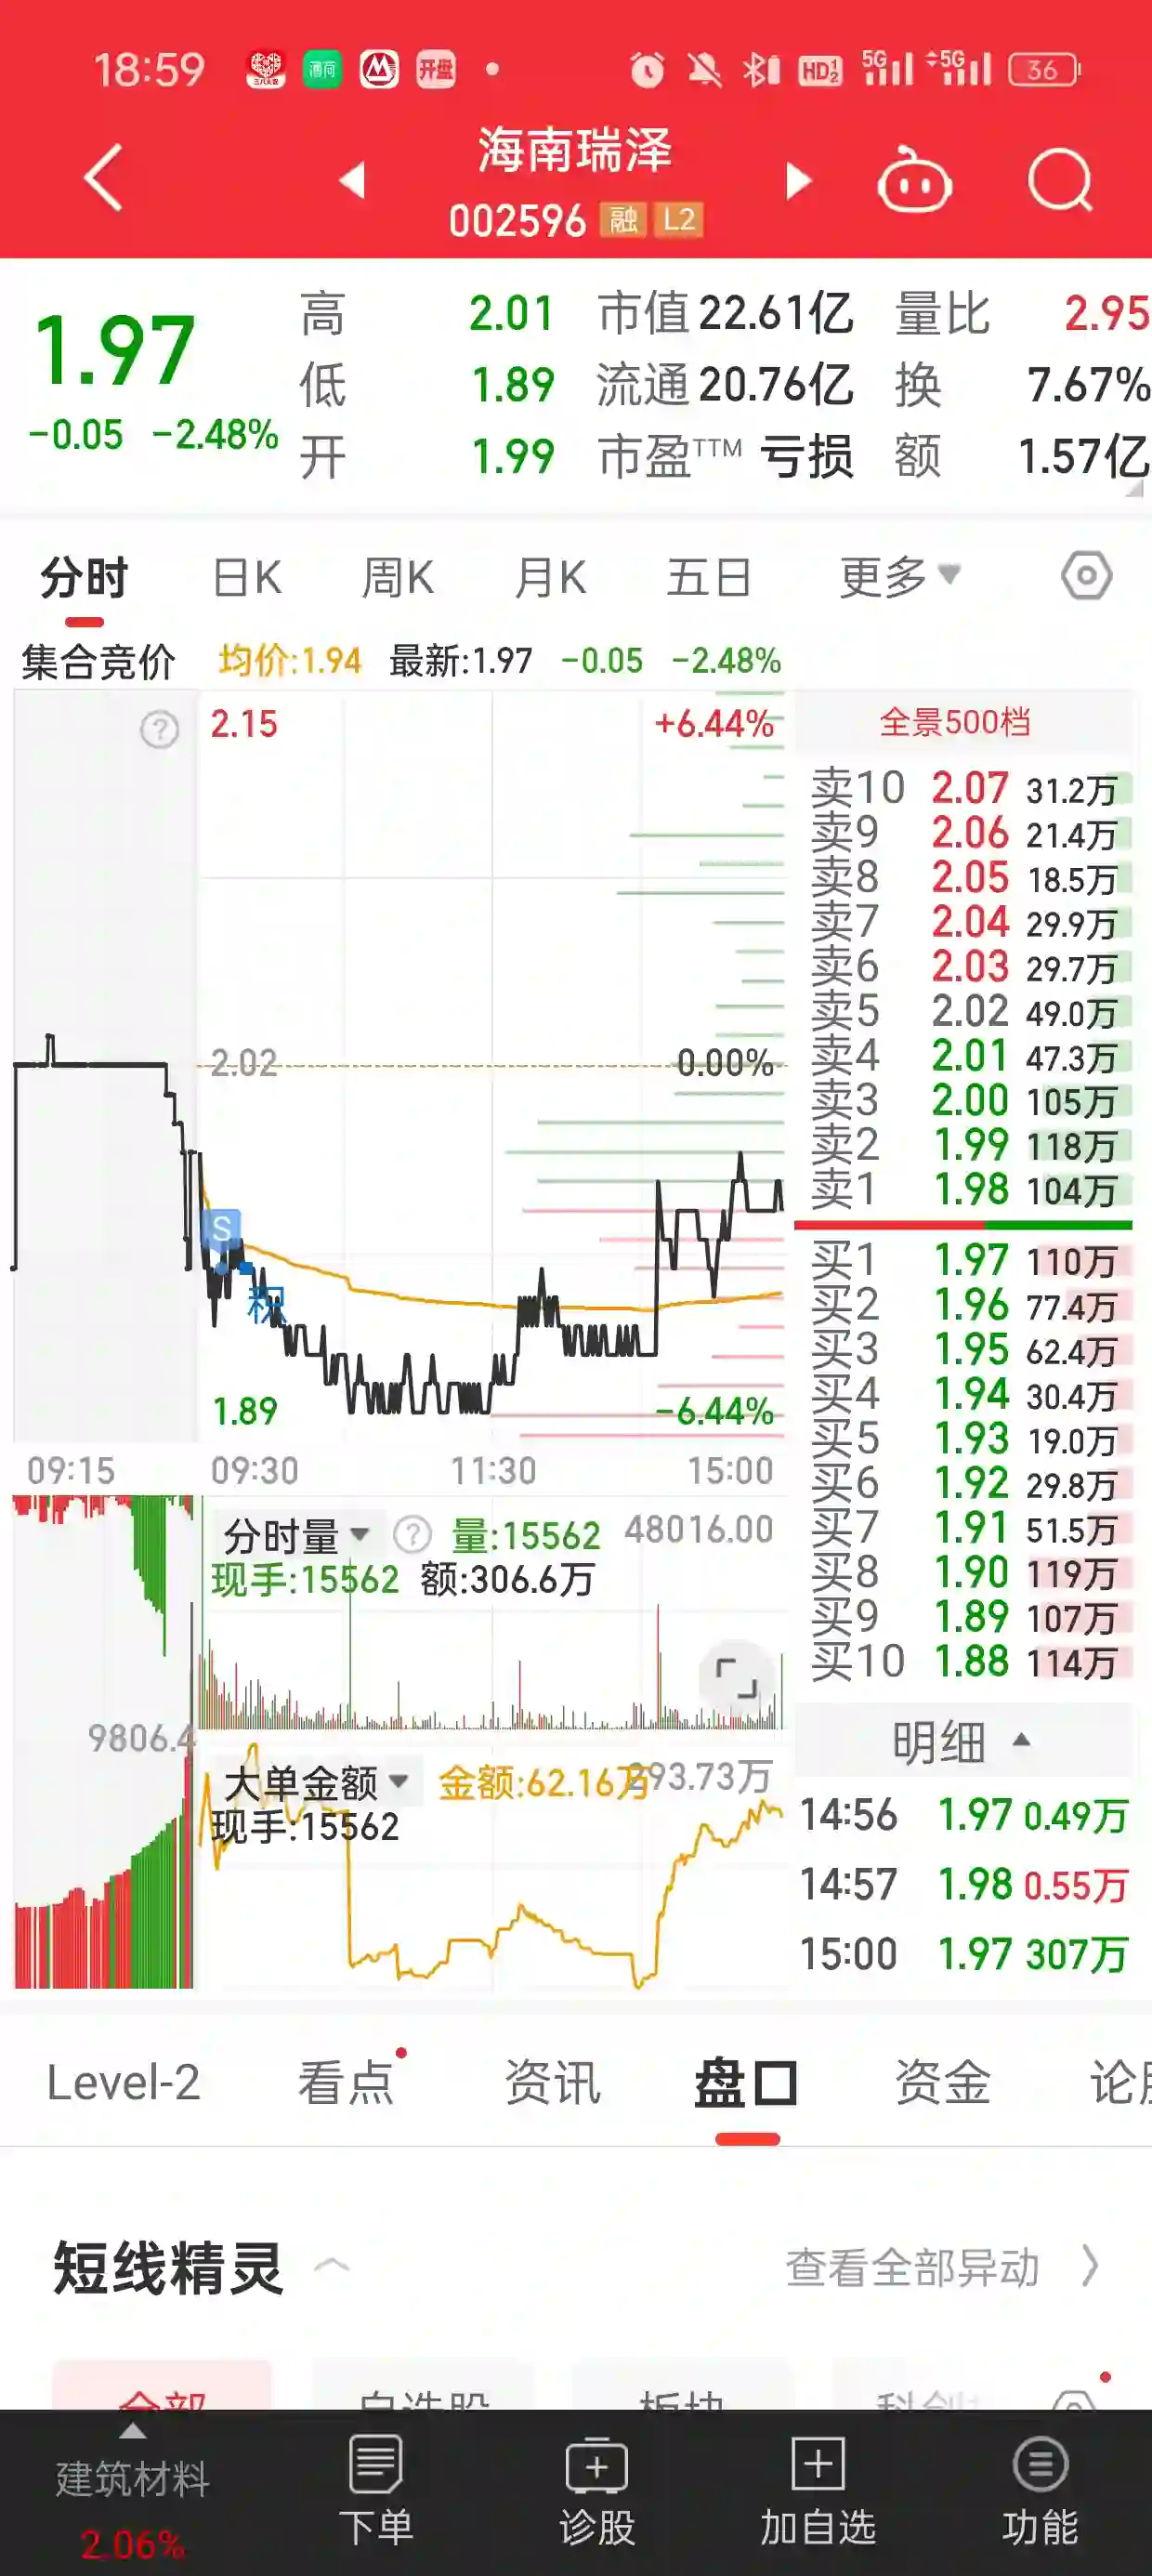 18:59 开盘 HD 1 2 5G 5G 36
海南瑞泽
002596 融 L2
1.97
-0.05 -2.48%
高 2.01 市值 22.61亿 量比 2.95
低 1.89 流通 20.76亿 换 7.67%
开 1.99 市盈TTM 亏损 额 1.57亿
分时 日K 周K 月K 五日 更多
集合竞价 均价:1.94 最新:1.97 -0.05 -2.48%
? 2.15 +6.44%
2.02 0.00%
S
积
1.89 -6.44%
09:15 09:30 11:30 15:00
全景500档
卖10 2.07 31.2万
卖9 2.06 21.4万
卖8 2.05 18.5万
卖7 2.04 29.9万
卖6 2.03 29.7万
卖5 2.02 49.0万
卖4 2.01 47.3万
卖3 2.00 105万
卖2 1.99 118万
卖1 1.98 104万
买1 1.97 110万
买2 1.96 77.4万
买3 1.95 62.4万
买4 1.94 30.4万
买5 1.93 19.0万
买6 1.92 29.8万
买7 1.91 51.5万
买8 1.90 119万
买9 1.89 107万
买10 1.88 114万
分时量 ? 量:15562 48016.00
现手:15562 额:306.6万
9806.4
大单金额 金额:62.16万 293.73万
现手:15562
明细
14:56 1.97 0.49万
14:57 1.98 0.55万
15:00 1.97 307万
Level-2 看点 资讯 盘口 资金 论股
短线精灵 查看全部异动
全部 自选股 板块 科创
建筑材料
2.06%
下单 诊股 加自选 功能